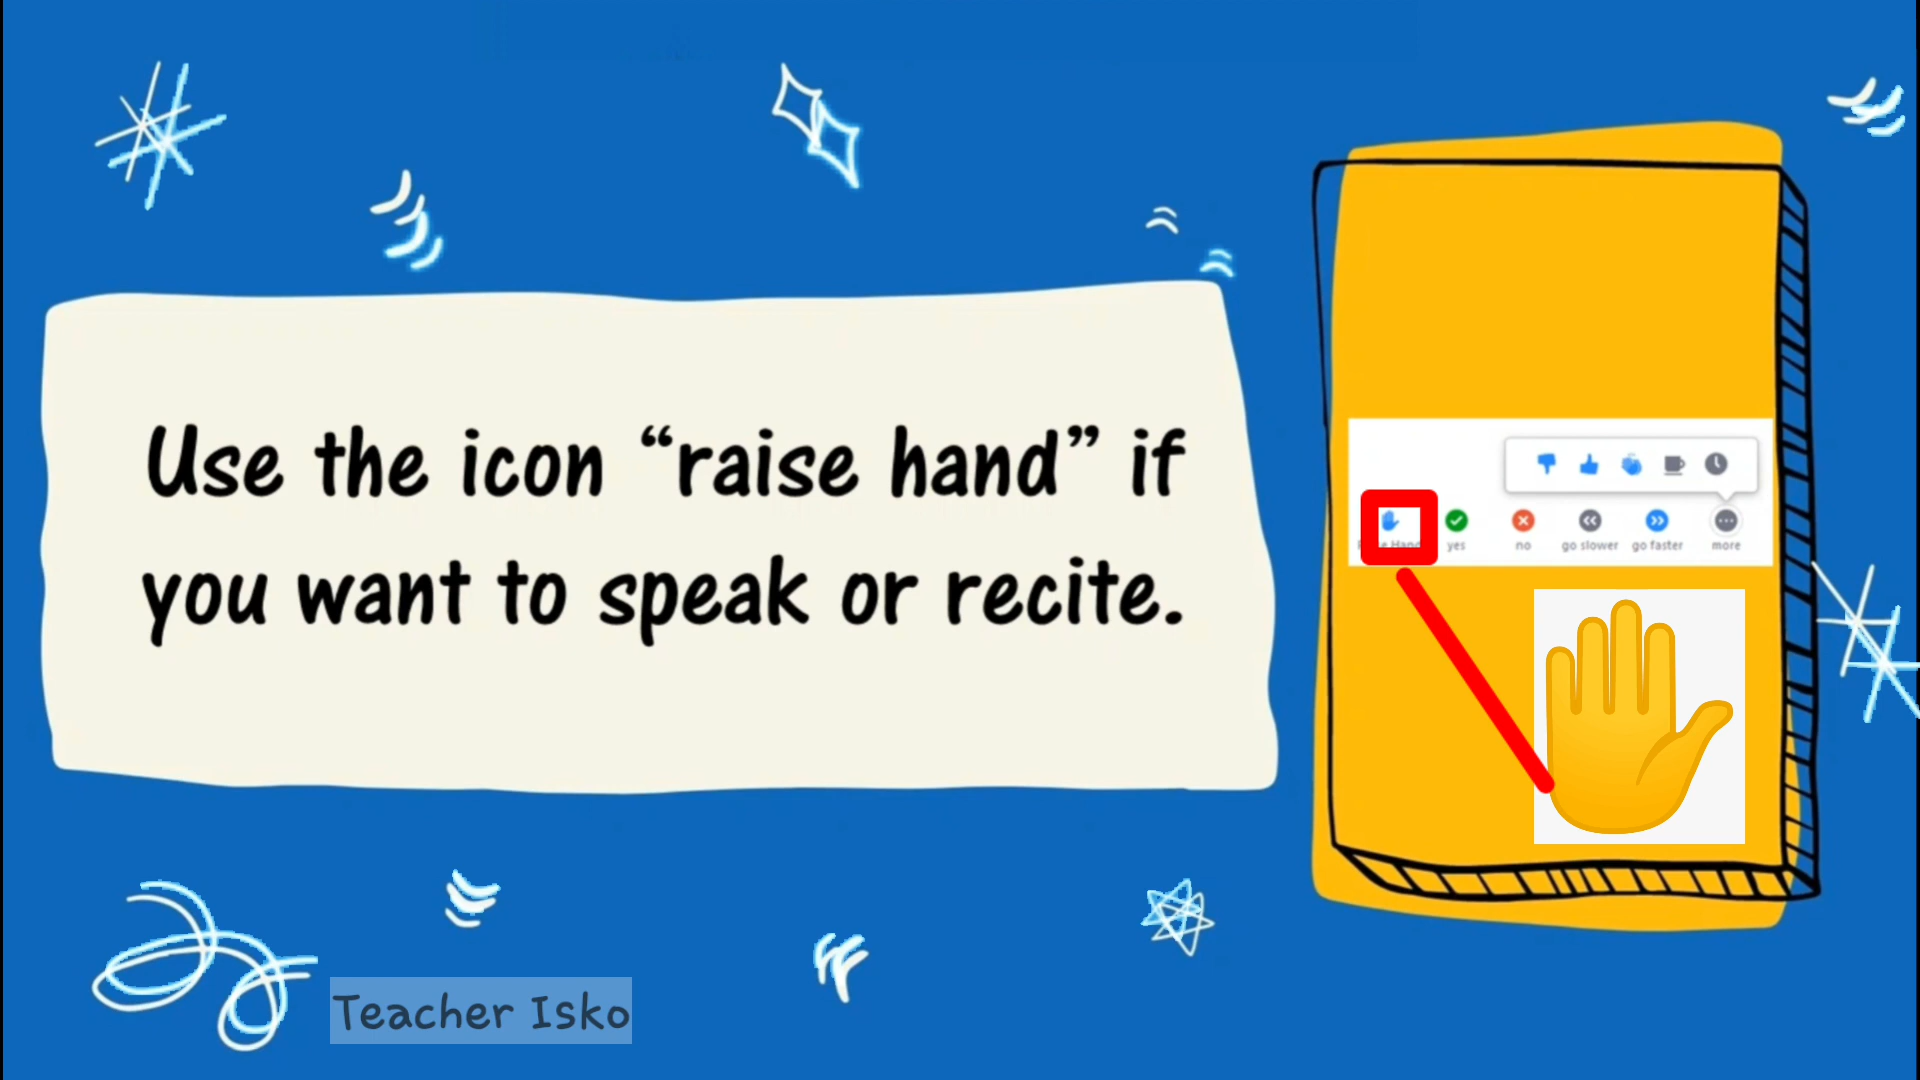 Use the icon “raise hand” if
you want to speak or recite.
yes
no
go slower
go faster
more
Teacher Isko